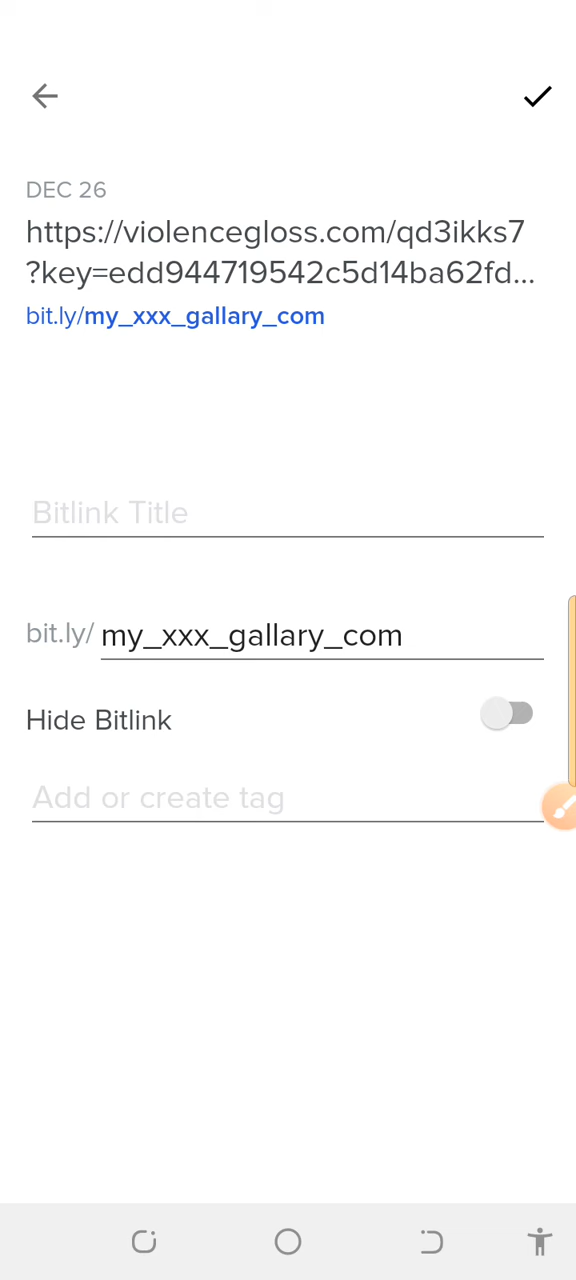 DEC 26
https://violencegloss.com/qd3ikks7
?key=edd944719542c5d14ba62fd...
bit.ly/my_xxx_gallary_com
Bitlink Title
bit.ly/ my_xxx_gallary_com
Hide Bitlink
Add or create tag